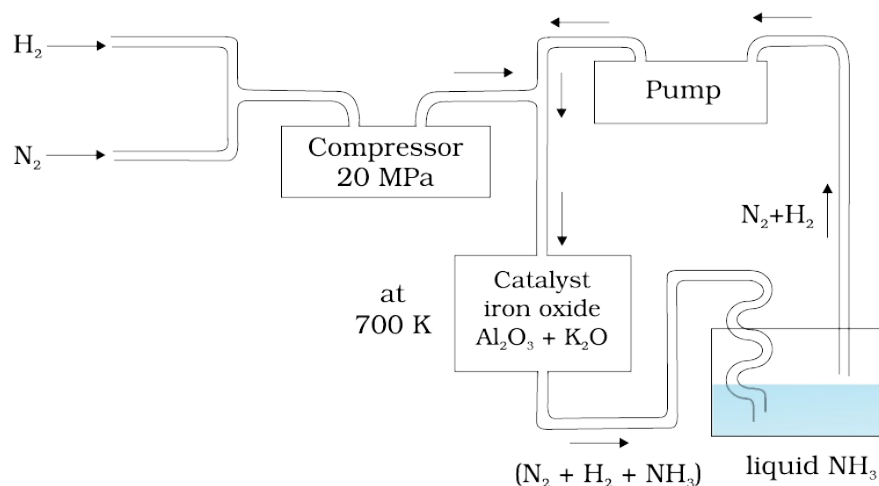 H₂
N₂
Compressor
20 MPa
Pump
N₂+H₂
at
700 K
Catalyst
iron oxide
Al₂O₃ + K₂O
(N₂ + H₂ + NH₃)
liquid NH₃